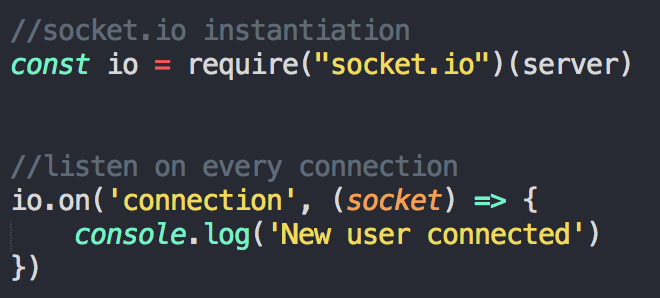 //socket.io instantiation
const io = require("socket.io")(server)
//listen on every connection
io.on('connection', (socket) => {
    console.log('New user connected')
})